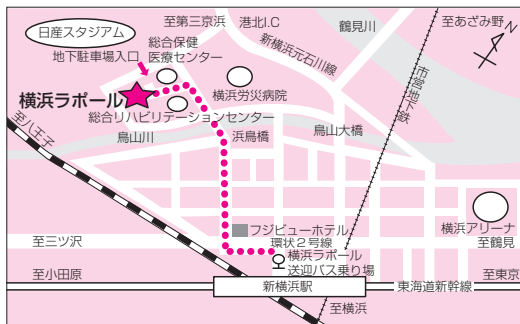 至第三京浜
港北I.C
鶴見川
至あざみ野
日産スタジアム
地下駐車場入口
総合保健
医療センター
新横浜元石川線
市営地下鉄
横浜ラポール
横浜労災病院
総合リハビリテーションセンター
至八王子
鳥山川
浜鳥橋
鳥山大橋
フジビューホテル
環状2号線
横浜アリーナ
至鶴見
至三ツ沢
横浜ラポール
送迎バス乗り場
至小田原
至東京
新横浜駅
東海道新幹線
至横浜